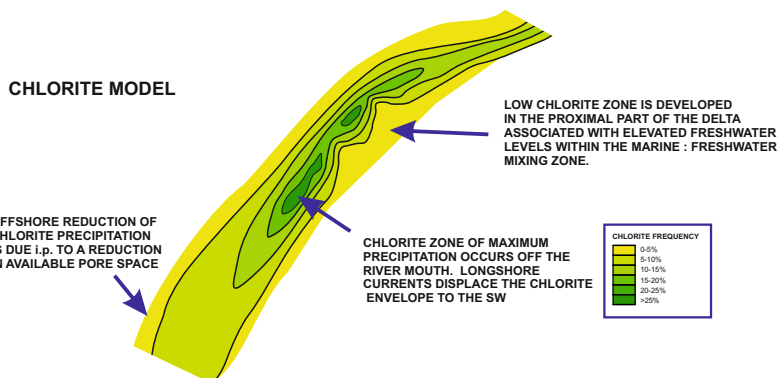 CHLORITE MODEL
LOW CHLORITE ZONE IS DEVELOPED
IN THE PROXIMAL PART OF THE DELTA
ASSOCIATED WITH ELEVATED FRESHWATER
LEVELS WITHIN THE MARINE : FRESHWATER
MIXING ZONE.
FFSHORE REDUCTION OF
HLORITE PRECIPITATION
S DUE i.p. TO A REDUCTION
N AVAILABLE PORE SPACE
CHLORITE ZONE OF MAXIMUM
PRECIPITATION OCCURS OFF THE
RIVER MOUTH. LONGSHORE
CURRENTS DISPLACE THE CHLORITE
ENVELOPE TO THE SW
CHLORITE FREQUENCY
0-5%
5-10%
10-15%
15-20%
20-25%
>25%